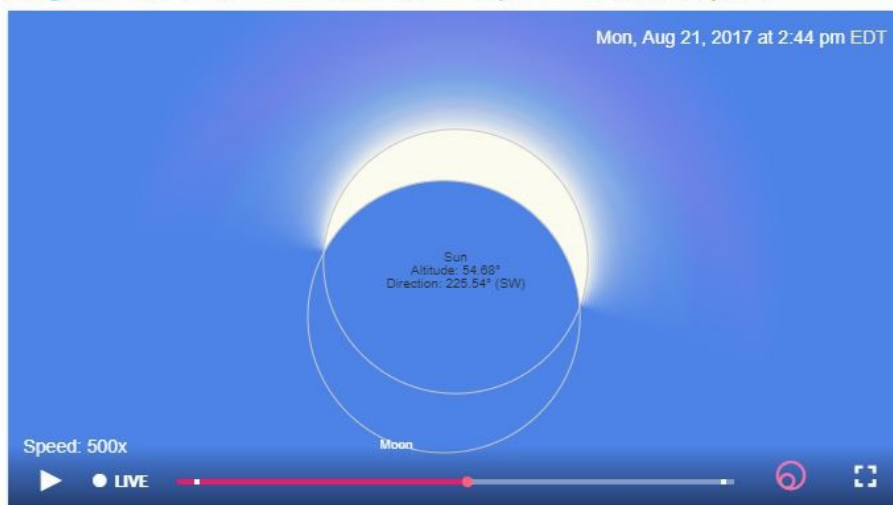 Mon, Aug 21, 2017 at 2:44 pm EDT
Sun
Altitude: 54.68°
Direction: 225.54° (SW)
Moon
Speed: 500x
LIVE